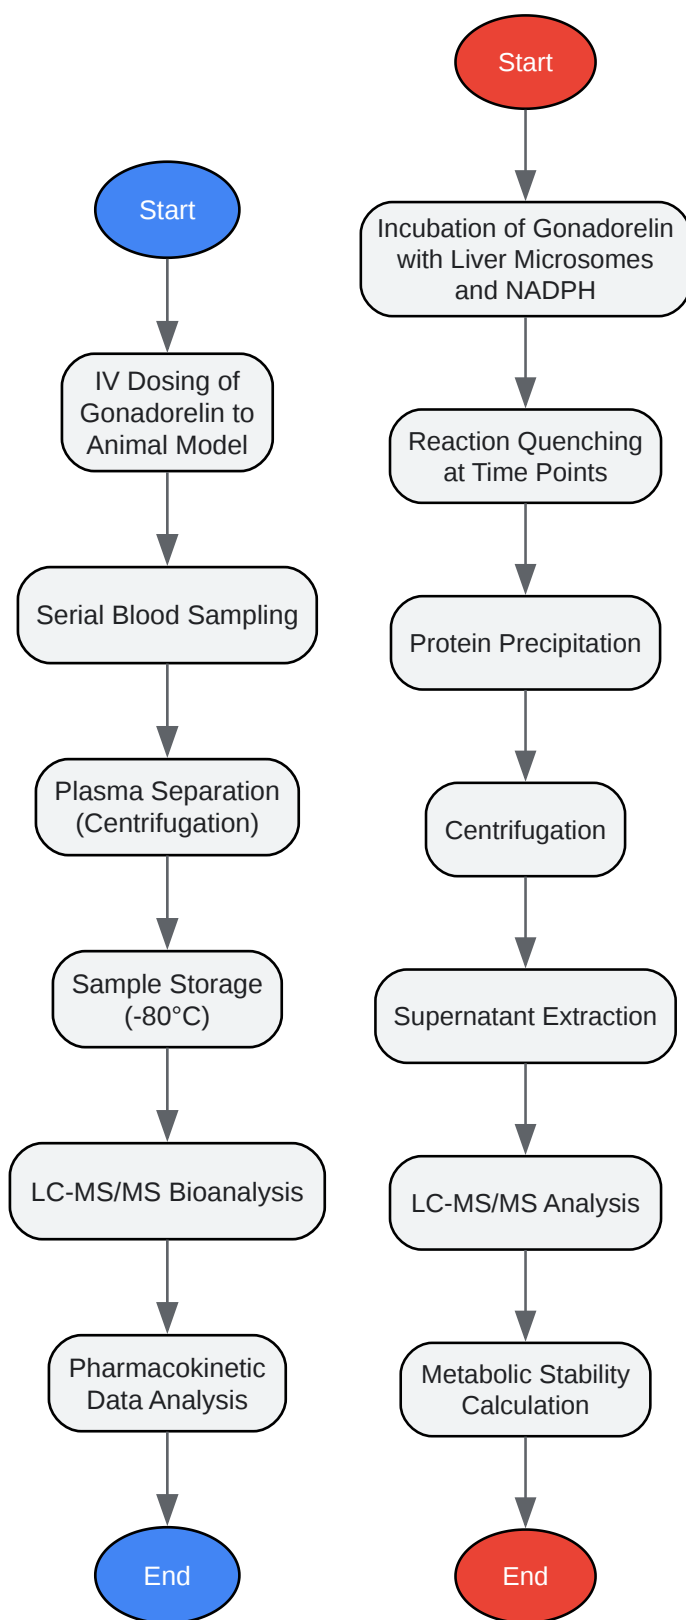 Start
IV Dosing of
Gonadorelin to
Animal Model
Serial Blood Sampling
Plasma Separation
(Centrifugation)
Sample Storage
(-80°C)
LC-MS/MS Bioanalysis
Pharmacokinetic
Data Analysis
End
Start
Incubation of Gonadorelin
with Liver Microsomes
and NADPH
Reaction Quenching
at Time Points
Protein Precipitation
Centrifugation
Supernatant Extraction
LC-MS/MS Analysis
Metabolic Stability
Calculation
End